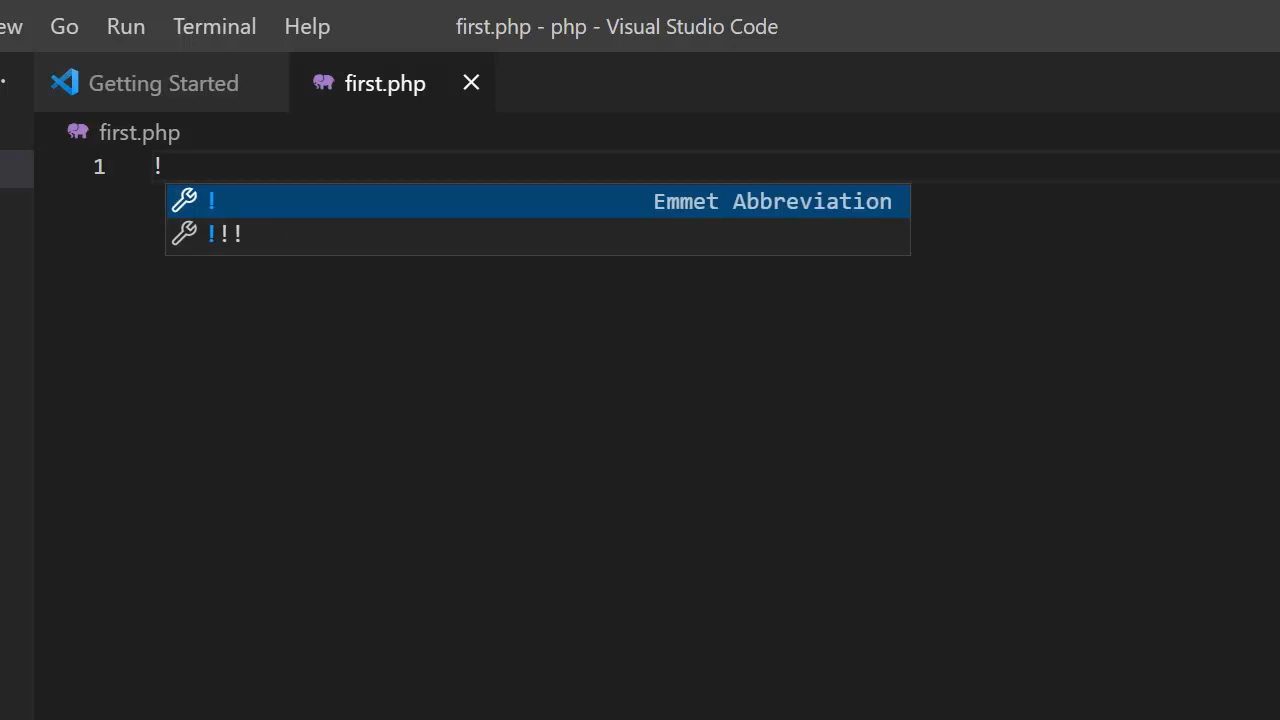 ew Go Run Terminal Help first.php - php - Visual Studio Code
Getting Started first.php
first.php
1 !
! Emmet Abbreviation
!!!